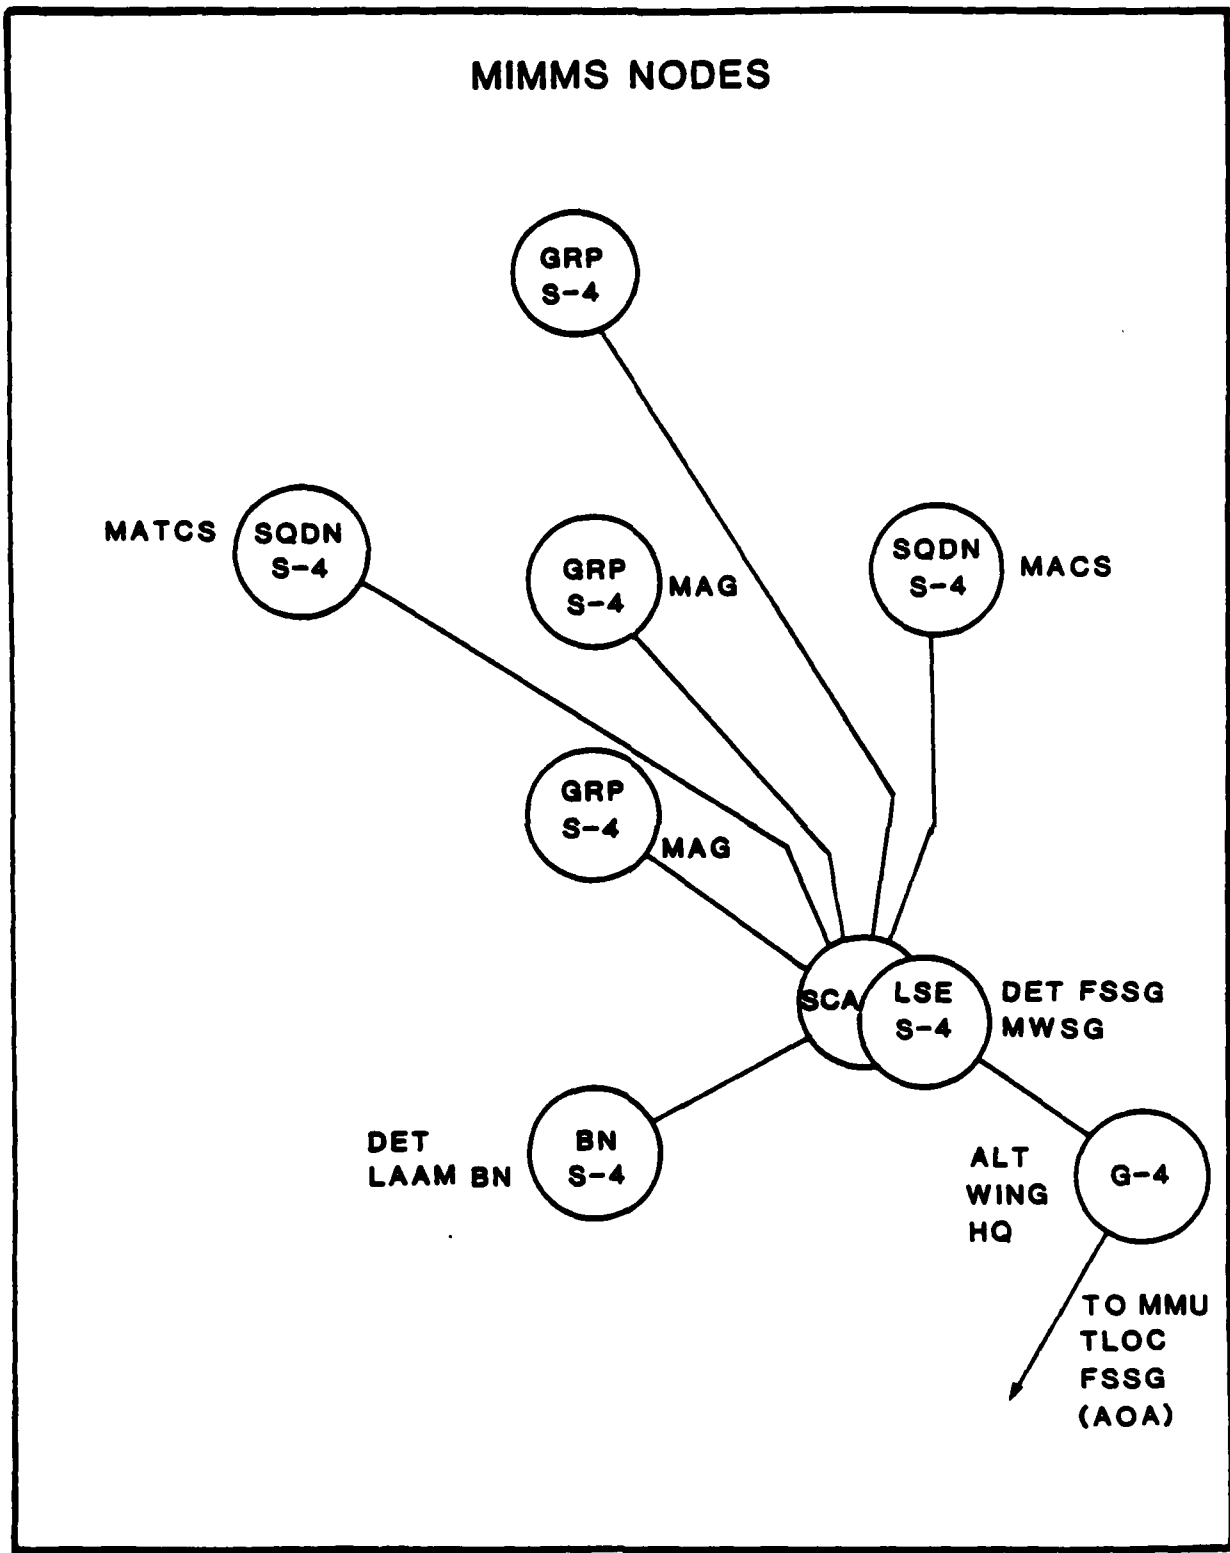 MIMMS NODES
GRP
S-4
MATCS
SQDN
S-4
GRP
S-4
MAG
SQDN
S-4
MACS
GRP
S-4
MAG
SCA
LSE
S-4
DET FSSG
MWSG
DET
LAAM BN
BN
S-4
ALT
WING
HQ
G-4
TO MMU
TLOC
FSSG
(AOA)